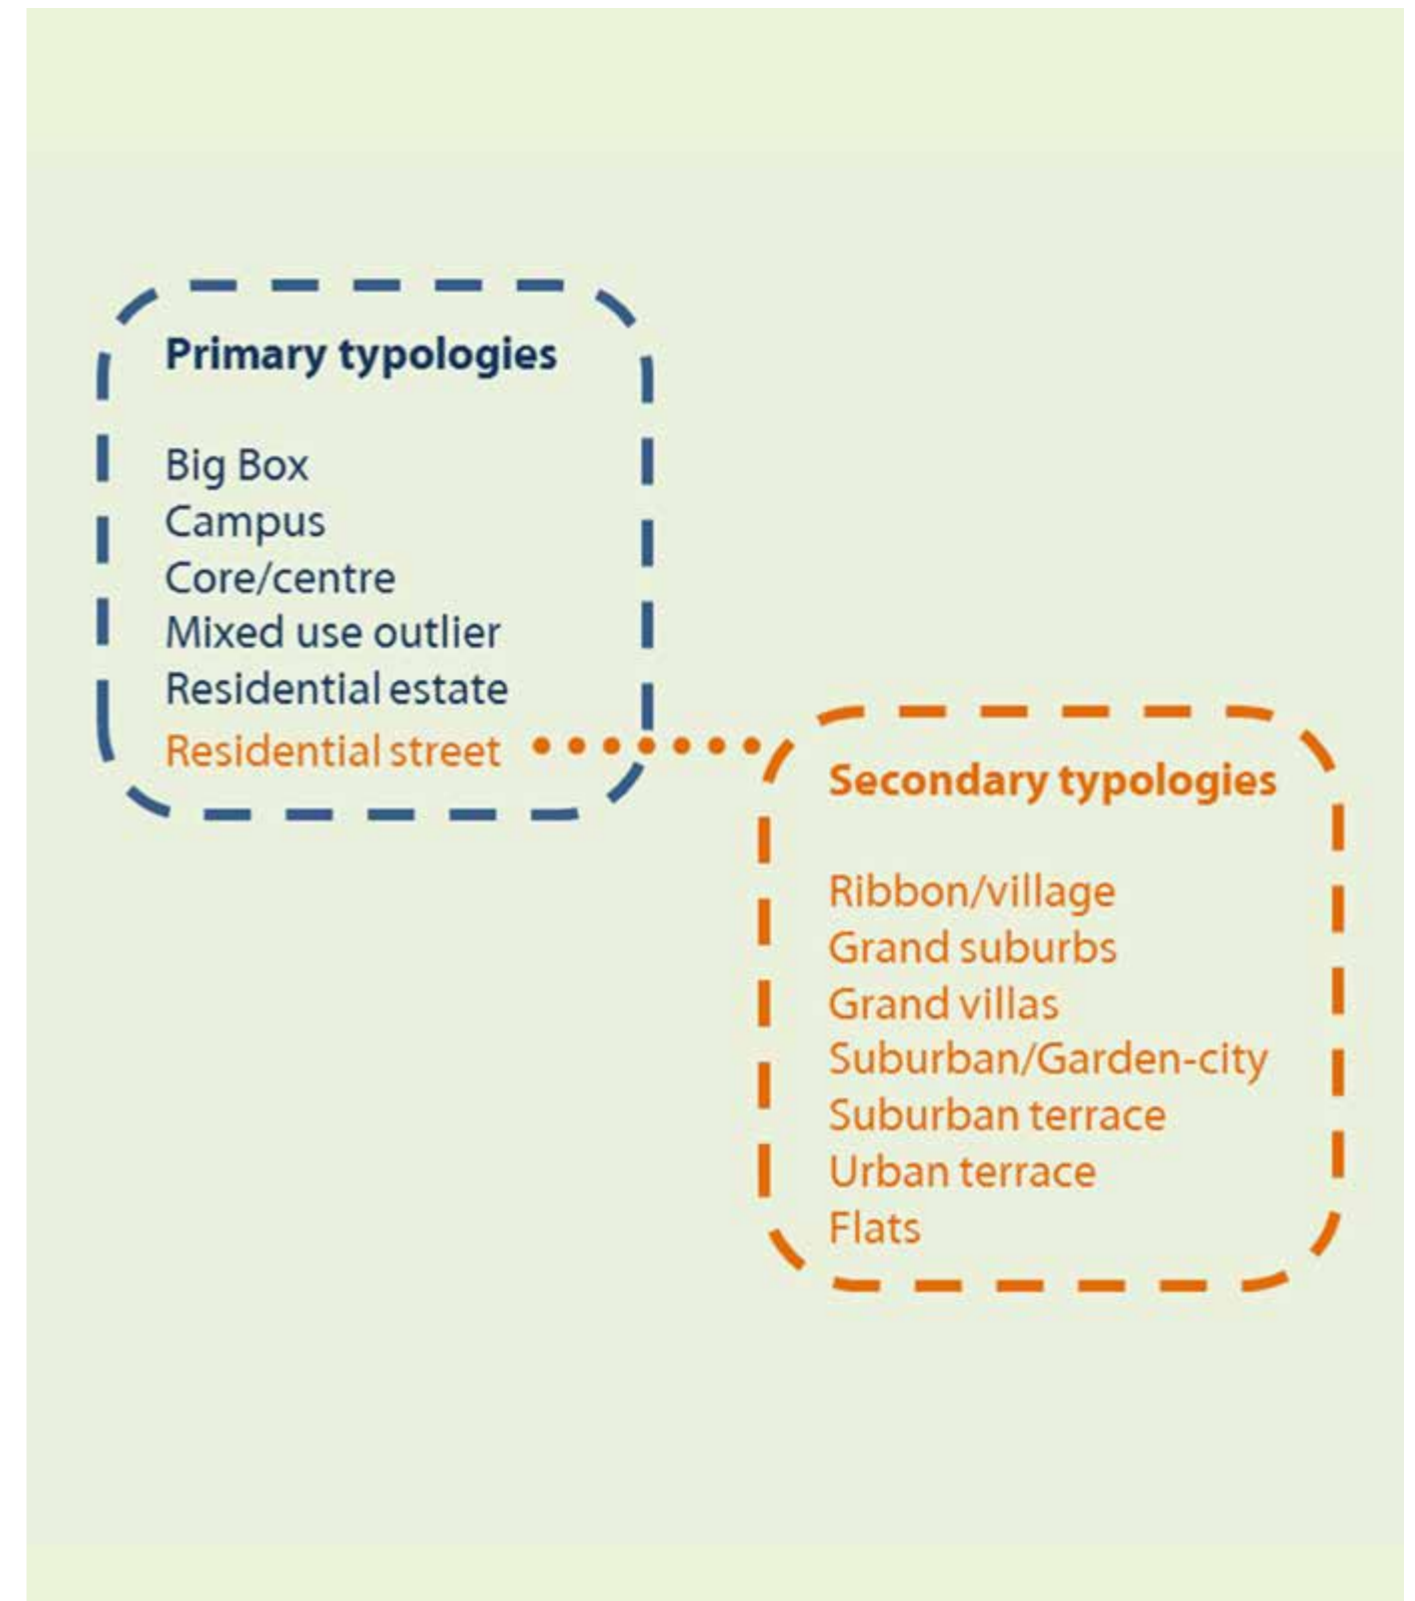 Primary typologies
Big Box
Campus
Core/centre
Mixed use outlier
Residential estate
Residential street
Secondary typologies
Ribbon/village
Grand suburbs
Grand villas
Suburban/Garden-city
Suburban terrace
Urban terrace
Flats